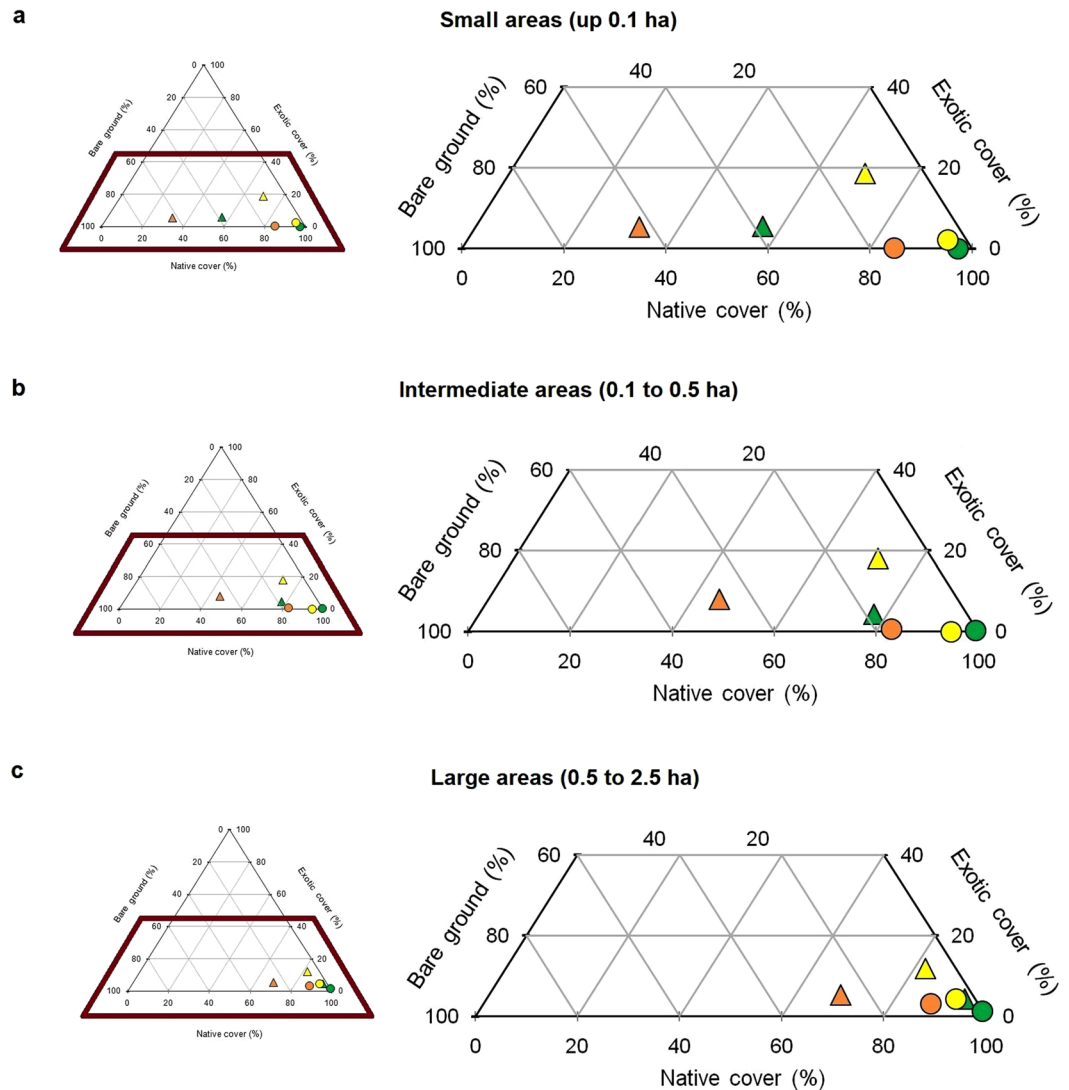 a
Small areas (up 0.1 ha)
0 100
20 80
40 60
60 40
80 20
100 0
0 20 40 60 80 100
Bare ground (%)
Exotic cover (%)
Native cover (%)
40 20
60 40
80 20
100 0
0 20 40 60 80 100
Bare ground (%)
Exotic cover (%)
Native cover (%)
b
Intermediate areas (0.1 to 0.5 ha)
0 100
20 80
40 60
60 40
80 20
100 0
0 20 40 60 80 100
Bare ground (%)
Exotic cover (%)
Native cover (%)
40 20
60 40
80 20
100 0
0 20 40 60 80 100
Bare ground (%)
Exotic cover (%)
Native cover (%)
c
Large areas (0.5 to 2.5 ha)
0 100
20 80
40 60
60 40
80 20
100 0
0 20 40 60 80 100
Bare ground (%)
Exotic cover (%)
Native cover (%)
40 20
60 40
80 20
100 0
0 20 40 60 80 100
Bare ground (%)
Exotic cover (%)
Native cover (%)